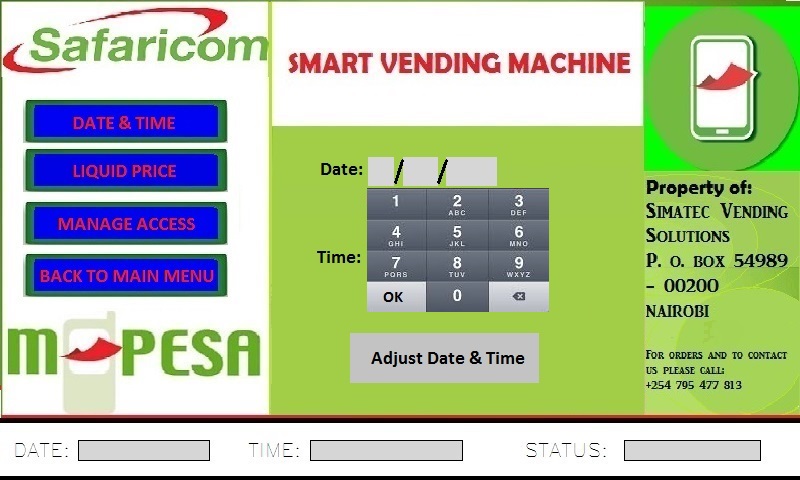 Safaricom
SMART VENDING MACHINE
DATE & TIME
LIQUID PRICE
MANAGE ACCESS
BACK TO MAIN MENU
M PESA
Date: / /
Time:
1 2 3
ABC DEF
4 5 6
GHI JKL MNO
7 8 9
PQRS TUV WXYZ
OK 0
Adjust Date & Time
Property of:
Simatec Vending
Solutions
P. o. box 54989
- 00200
NAIROBI
For orders and to contact
us, please call:
+254 795 477 813
DATE: TIME: STATUS: